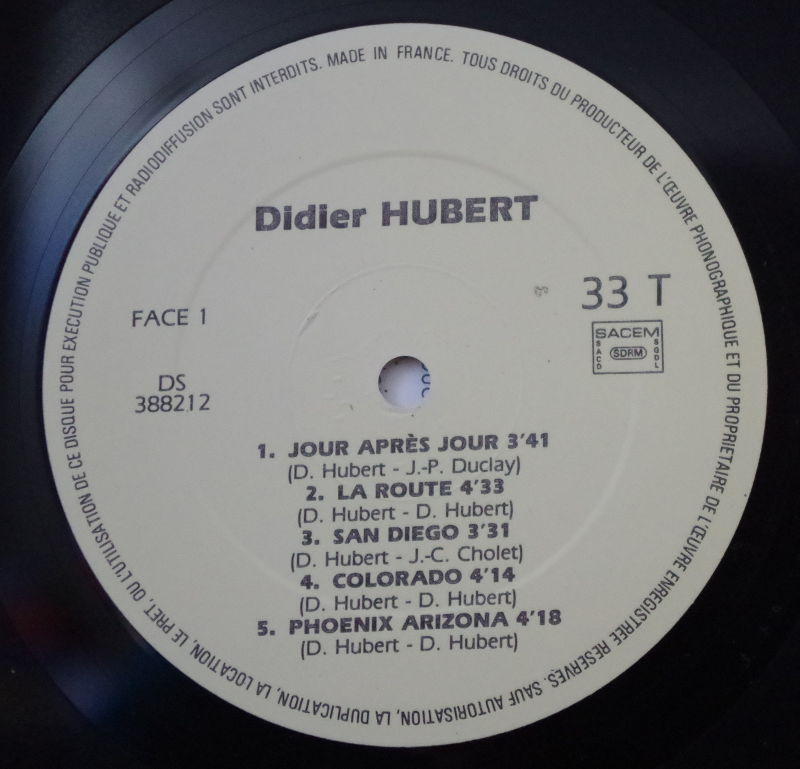 TOUS DROITS DU PRODUCTEUR DE L'ŒUVRE PHONOGRAPHIQUE ET DU PROPRIETAIRE DE L'ŒUVRE ENREGISTREE RESERVES. SAUF AUTORISATION, LA DUPLICATION, LA LOCATION, LE PRET, OU L'UTILISATION DE CE DISQUE POUR EXECUTION PUBLIQUE ET RADIODIFFUSION SONT INTERDITS. MADE IN FRANCE.
Didier HUBERT
33 T
FACE 1
SACEM
SACD
SDRM
SGDL
DS
388212
1. JOUR APRÈS JOUR 3'41
(D. Hubert - J.-P. Duclay)
2. LA ROUTE 4'33
(D. Hubert - D. Hubert)
3. SAN DIEGO 3'31
(D. Hubert - J.-C. Cholet)
4. COLORADO 4'14
(D. Hubert - D. Hubert)
5. PHOENIX ARIZONA 4'18
(D. Hubert - D. Hubert)